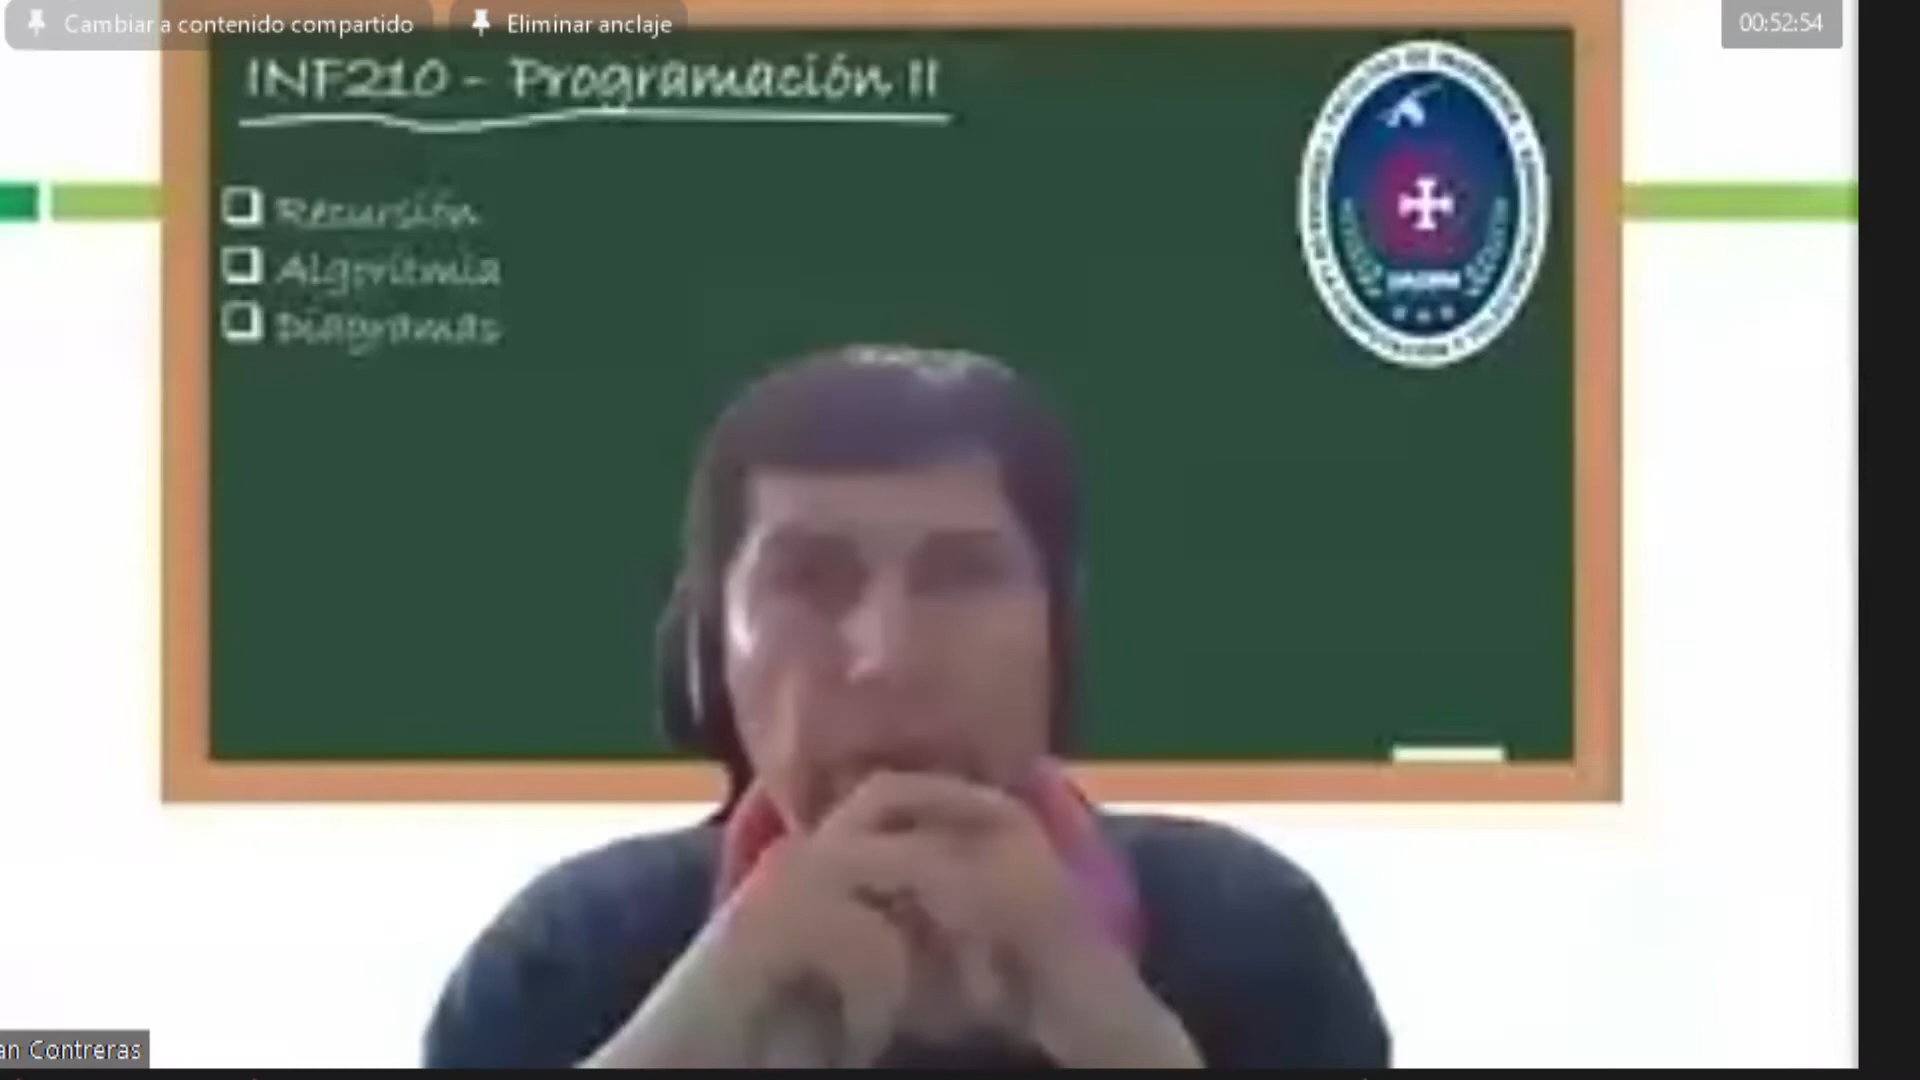 Cambiar a contenido compartido
Eliminar anclaje
00:52:54
INF210 - Programación II
Recursión
Algoritmia
Diagramas
an Contreras